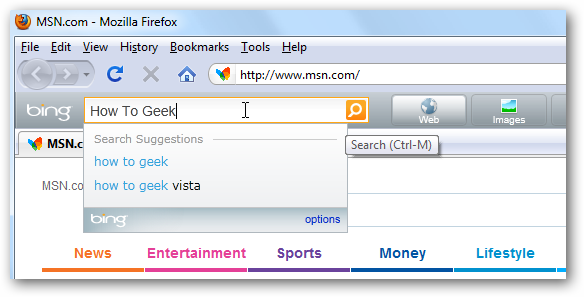 MSN.com - Mozilla Firefox
File Edit View History Bookmarks Tools Help
http://www.msn.com/
bing How To Geek Web Images
Search Suggestions
Search (Ctrl-M)
MSN.c
how to geek
MSN.co
how to geek vista
bing options
News Entertainment Sports Money Lifestyle